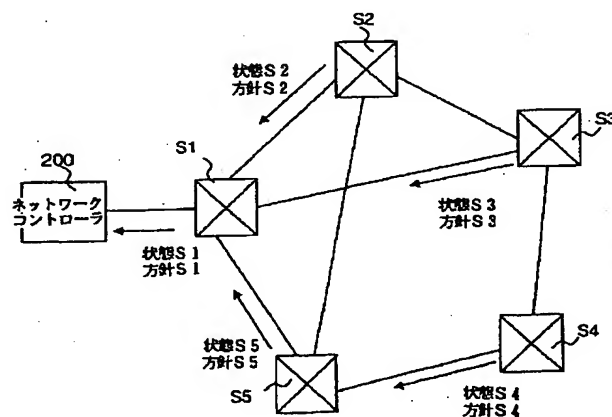 S2
状態S2
方針S2
S3
200
S1
ネットワーク
コントローラ
状態S3
方針S3
状態S1
方針S1
状態S5
方針S5
S4
S5
状態S4
方針S4